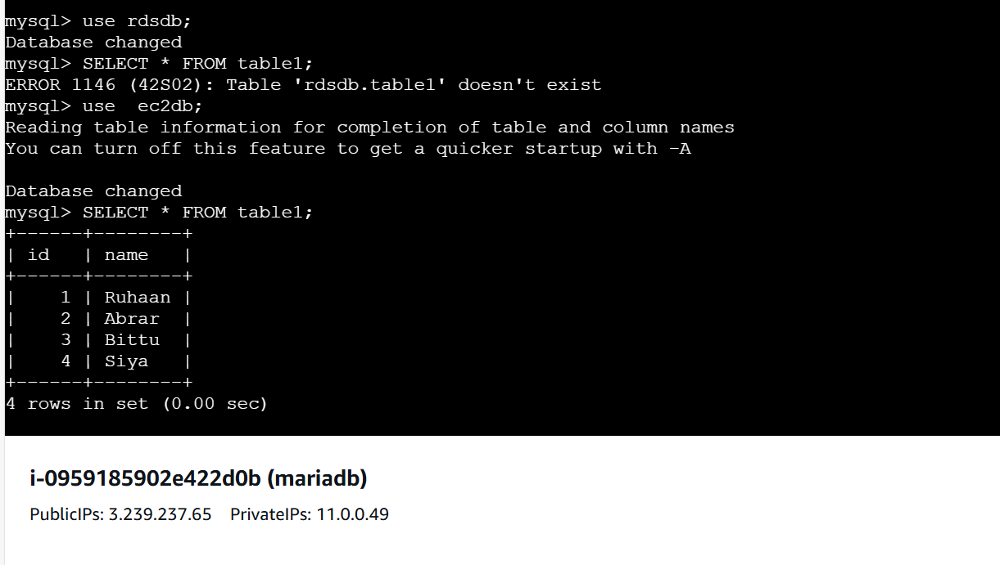 mysql> use rdsdb;
Database changed
mysql> SELECT * FROM table1;
ERROR 1146 (42S02): Table 'rdsdb.table1' doesn't exist
mysql> use  ec2db;
Reading table information for completion of table and column names
You can turn off this feature to get a quicker startup with -A

Database changed
mysql> SELECT * FROM table1;
+------+--------+
| id   | name   |
+------+--------+
|    1 | Ruhaan |
|    2 | Abrar  |
|    3 | Bittu  |
|    4 | Siya   |
+------+--------+
4 rows in set (0.00 sec)
i-0959185902e422d0b (mariadb)
PublicIPs: 3.239.237.65    PrivateIPs: 11.0.0.49